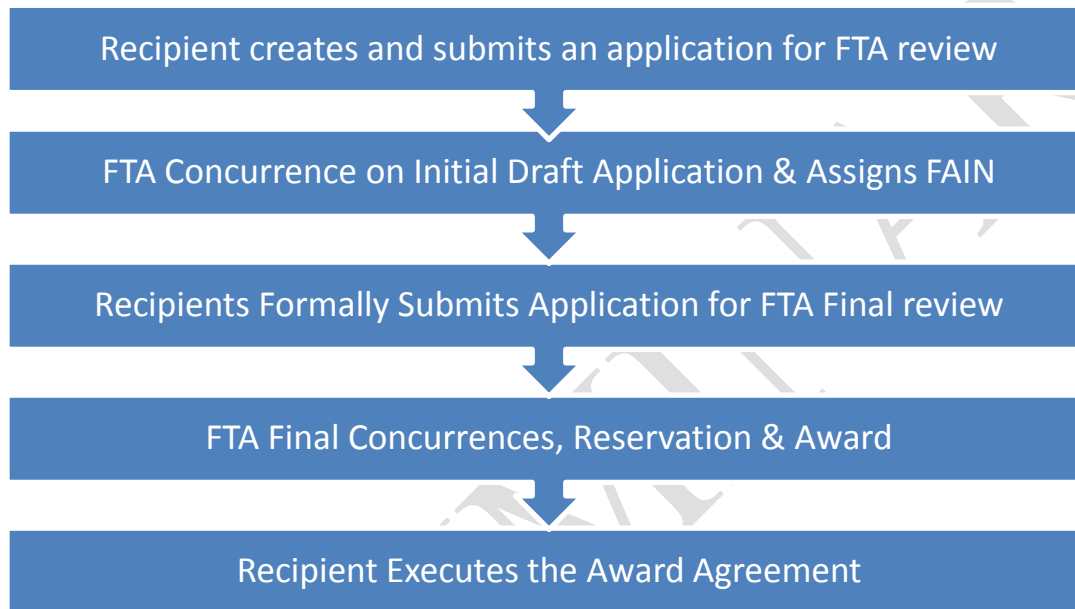 Recipient creates and submits an application for FTA review
FTA Concurrence on Initial Draft Application & Assigns FAIN
Recipients Formally Submits Application for FTA Final review
FTA Final Concurrences, Reservation & Award
Recipient Executes the Award Agreement